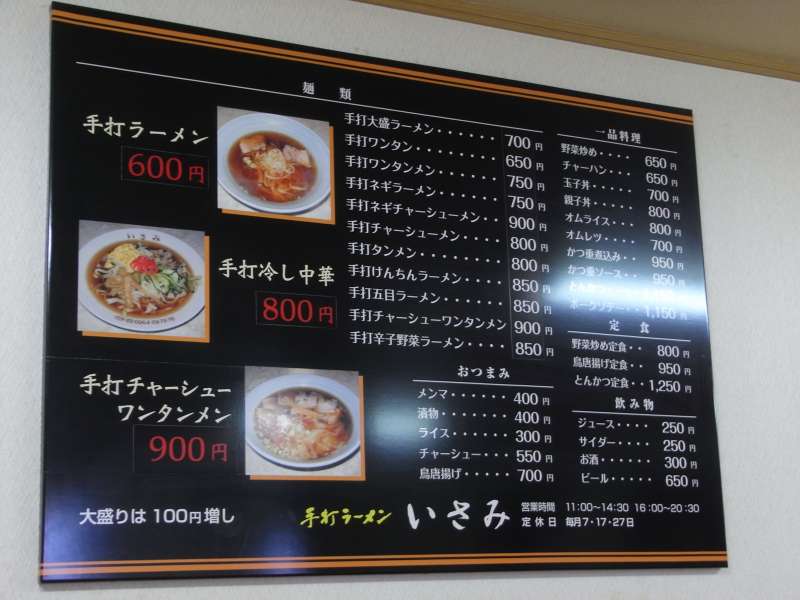 麺類
手打ラーメン
600円
手打冷し中華
800円
手打チャーシュー
ワンタンメン
900円
大盛りは100円増し
手打大盛ラーメン・・・・・・700円
手打ワンタン・・・・・・・・650円
手打ワンタンメン・・・・・・750円
手打ネギラーメン・・・・・・750円
手打ネギチャーシューメン・・900円
手打チャーシューメン・・・・800円
手打タンメン・・・・・・・・800円
手打けんちんラーメン・・・・850円
手打五目ラーメン・・・・・・850円
手打チャーシューワンタンメン900円
手打辛子野菜ラーメン・・・・850円
おつまみ
メンマ・・・・・・400円
漬物・・・・・・・400円
ライス・・・・・・300円
チャーシュー・・・・550円
鳥唐揚げ・・・・・700円
一品料理
野菜炒め・・・・650円
チャーハン・・・650円
玉子丼・・・・・700円
親子丼・・・・・800円
オムライス・・・800円
オムレツ・・・・700円
かつ重煮込み・・950円
かつ重ソース・・950円
とんかつ
1,150円
定食
野菜炒め定食・・800円
鳥唐揚げ定食・・・950円
とんかつ定食・・・1,250円
飲み物
ジュース・・・・250円
サイダー・・・・250円
お酒・・・・・・300円
ビール・・・・・650円
手打ラーメン いさみ
営業時間 11:00〜14:30 16:00〜20:30
定休日 毎月7・17・27日
いさみ